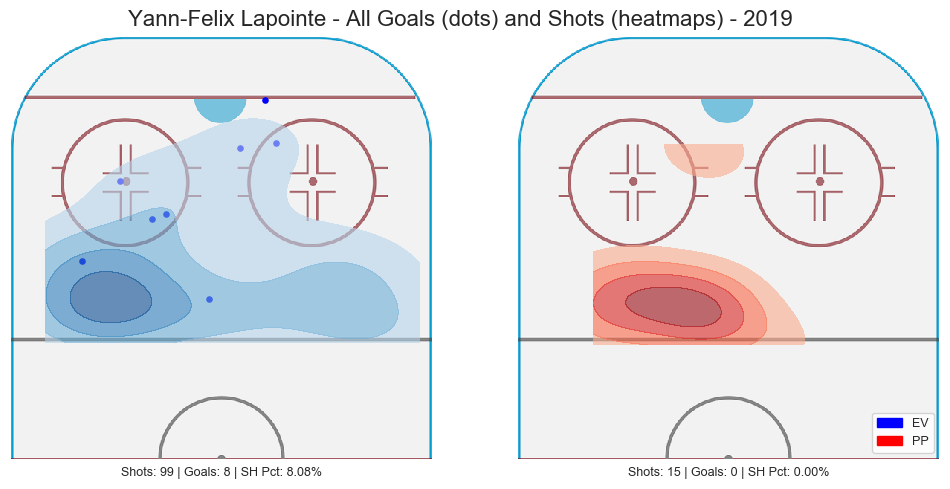 Yann-Felix Lapointe - All Goals (dots) and Shots (heatmaps) - 2019
EV
PP
Shots: 99 | Goals: 8 | SH Pct: 8.08%
Shots: 15 | Goals: 0 | SH Pct: 0.00%